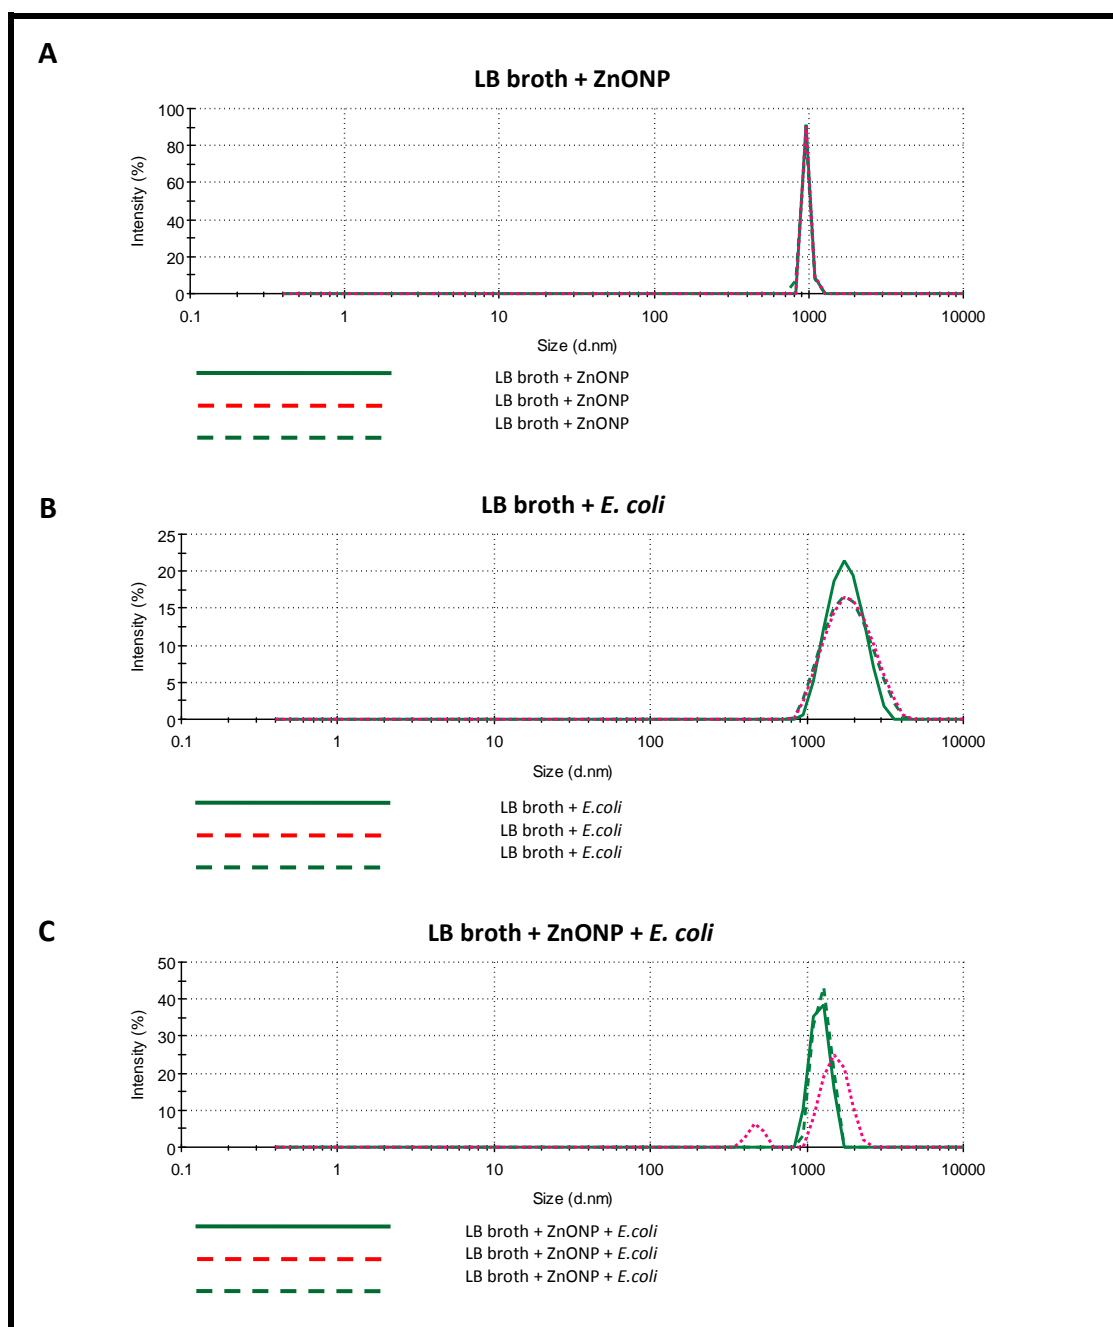 A
LB broth + ZnONP
100
80
60
40
20
0
Intensity (%)
0.1 1 10 100 1000 10000
Size (d.nm)
LB broth + ZnONP
LB broth + ZnONP
LB broth + ZnONP
B
LB broth + E. coli
25
20
15
10
5
0
Intensity (%)
0.1 1 10 100 1000 10000
Size (d.nm)
LB broth + E.coli
LB broth + E.coli
LB broth + E.coli
C
LB broth + ZnONP + E. coli
50
40
30
20
10
0
Intensity (%)
0.1 1 10 100 1000 10000
Size (d.nm)
LB broth + ZnONP + E.coli
LB broth + ZnONP + E.coli
LB broth + ZnONP + E.coli